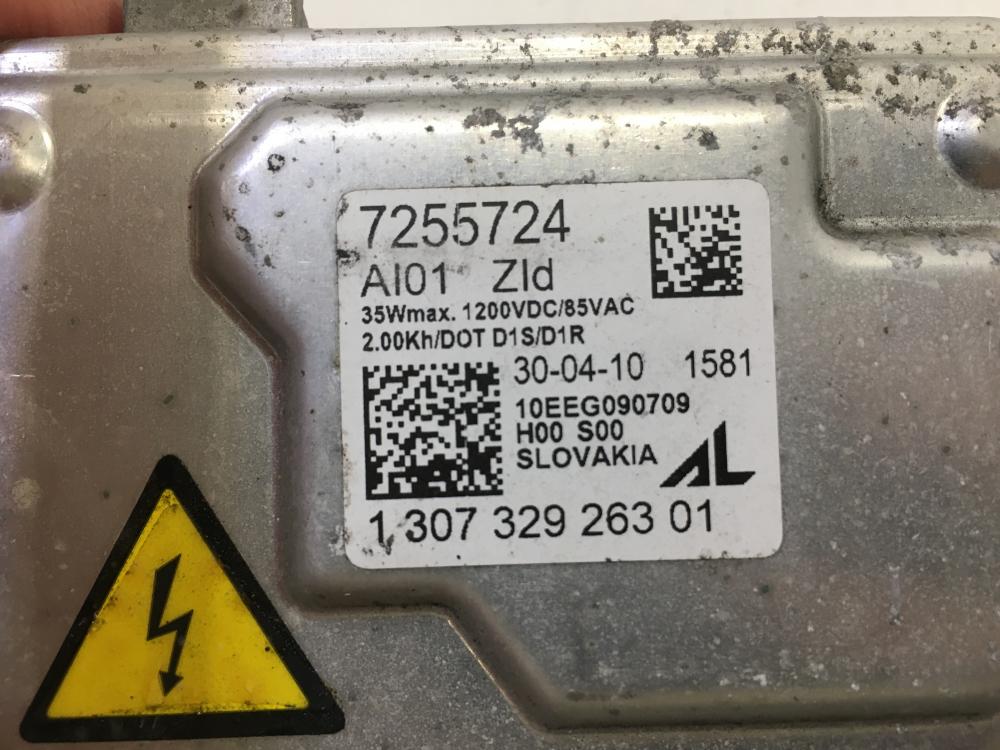 7255724
AI01 Zld
35Wmax. 1200VDC/85VAC
2.00Kh/DOT D1S/D1R
30-04-10 1581
10EEG090709
H00 S00
SLOVAKIA AL
1 307 329 263 01